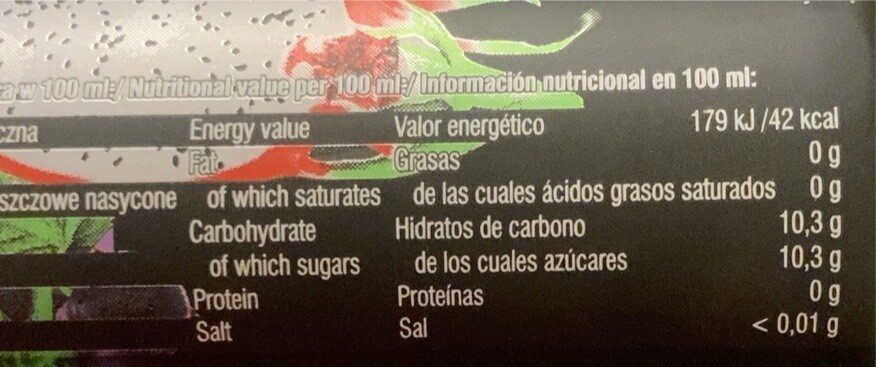 w 100 ml:/ Nutritional value per 100 ml:/ Información nutricional en 100 ml:
Energy value Valor energético 179 kJ /42 kcal
Fat Grasas 0 g
nasycone of which saturates de las cuales ácidos grasos saturados 0 g
Carbohydrate Hidratos de carbono 10,3 g
of which sugars de los cuales azúcares 10,3 g
Protein Proteínas 0 g
Salt Sal < 0,01 g